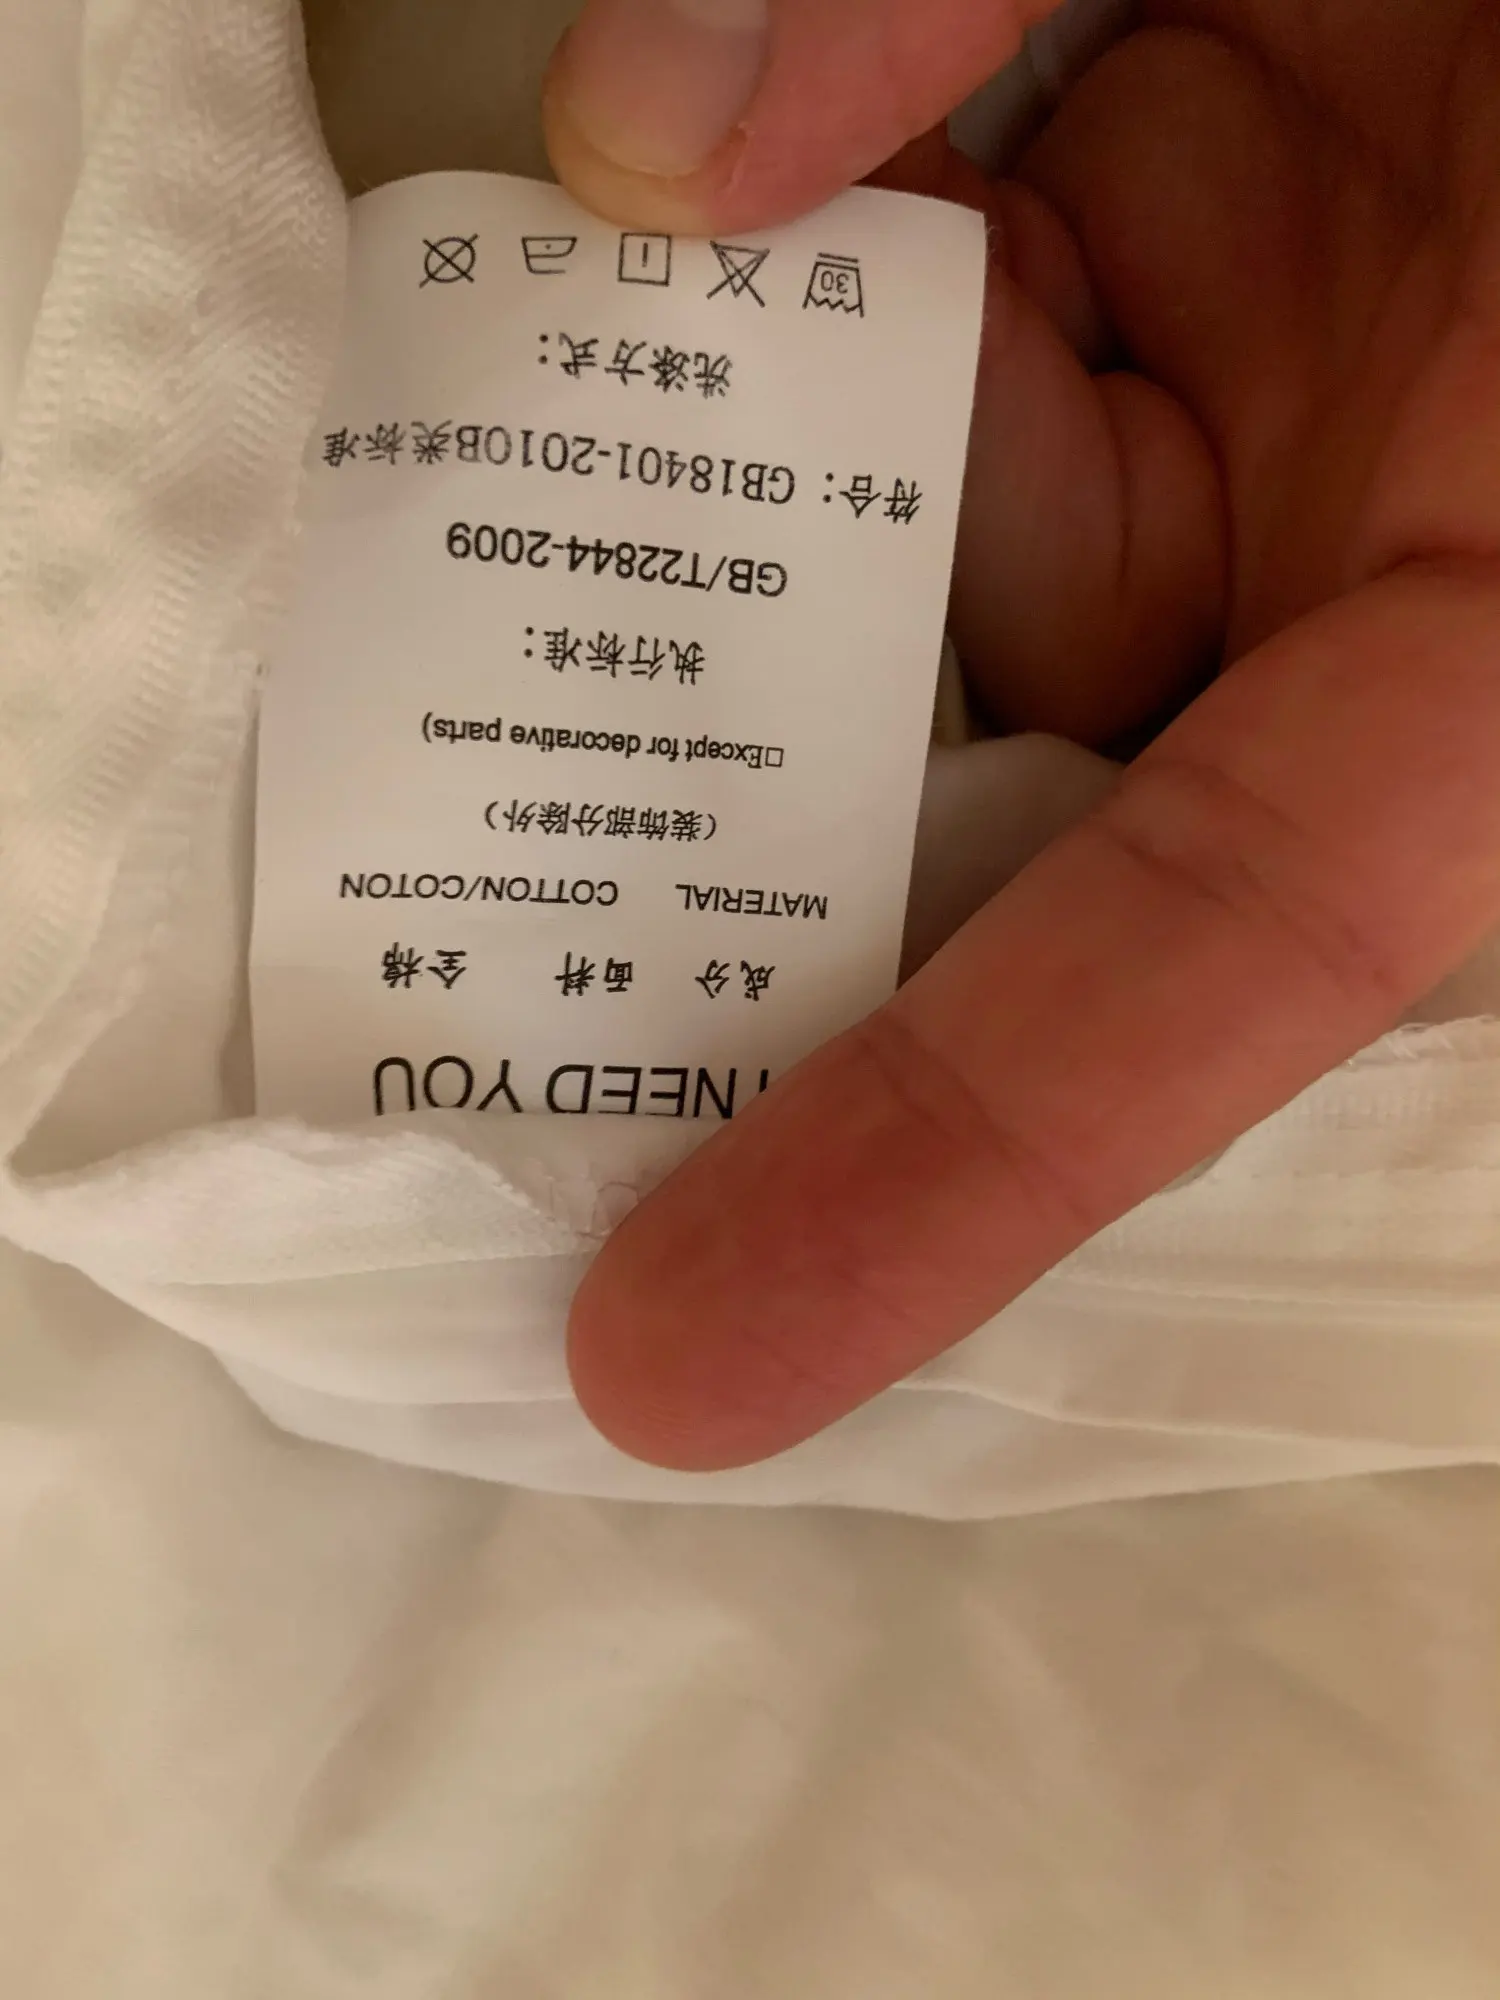 I NEED YOU
成分 面料 全棉
MATERIAL COTTON/COTON
（装饰部分除外）
□Except for decorative parts)
执行标准：
GB/T22844-2009
符合：GB18401-2010B类标准
洗涤方式：
30